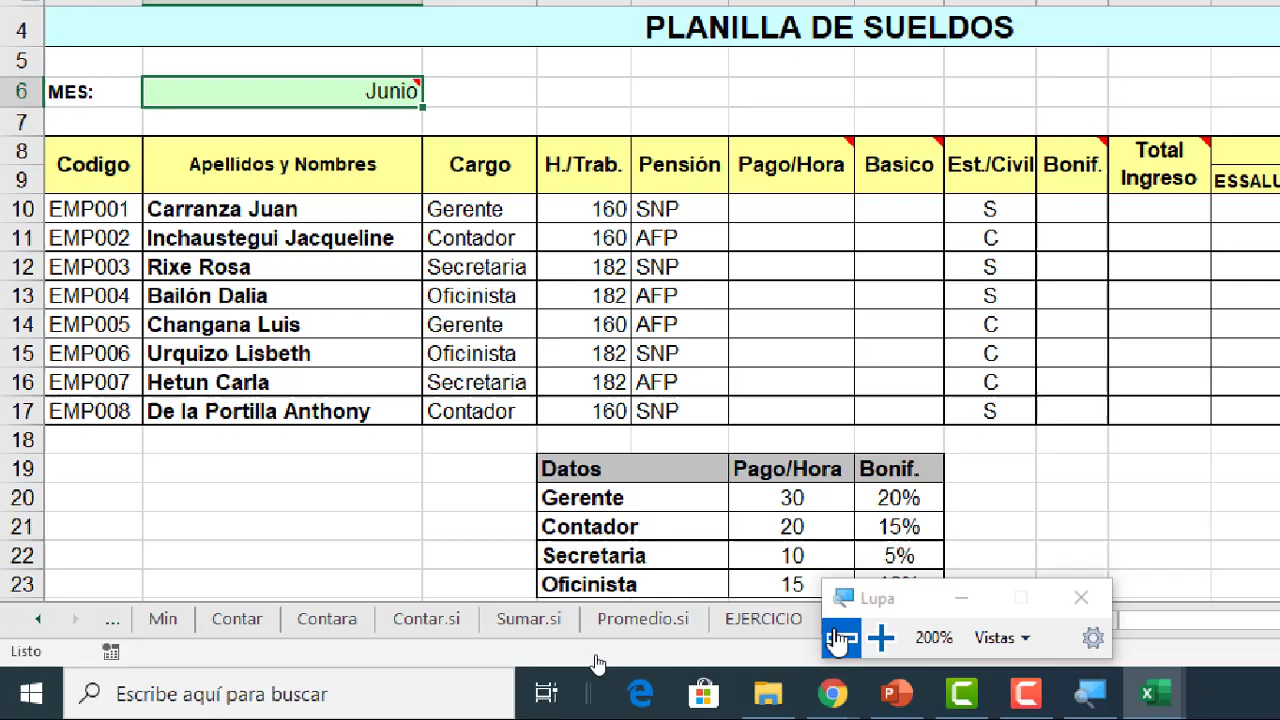 4 PLANILLA DE SUELDOS
5
6 MES: Junio
7
8 Codigo Apellidos y Nombres Cargo H./Trab. Pensión Pago/Hora Basico Est./Civil Bonif. Total
9 Ingreso ESSALU
10 EMP001 Carranza Juan Gerente 160 SNP S
11 EMP002 Inchaustegui Jacqueline Contador 160 AFP C
12 EMP003 Rixe Rosa Secretaria 182 SNP S
13 EMP004 Bailón Dalia Oficinista 182 AFP S
14 EMP005 Changana Luis Gerente 160 AFP C
15 EMP006 Urquizo Lisbeth Oficinista 182 SNP C
16 EMP007 Hetun Carla Secretaria 182 AFP C
17 EMP008 De la Portilla Anthony Contador 160 SNP S
18
19 Datos Pago/Hora Bonif.
20 Gerente 30 20%
21 Contador 20 15%
22 Secretaria 10 5%
23 Oficinista 15
Lupa
200% Vistas
... Min Contar Contara Contar.si Sumar.si Promedio.si EJERCICIO
Listo
Escribe aquí para buscar